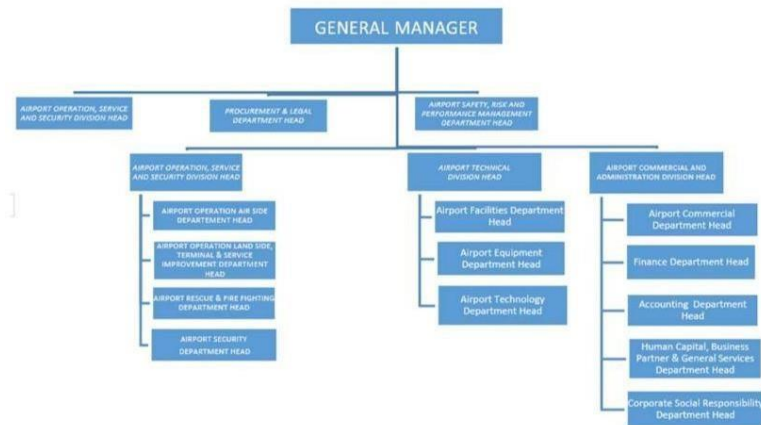 GENERAL MANAGER
AIRPORT OPERATION, SERVICE
AND SECURITY DIVISION HEAD
PROCUREMENT & LEGAL
DEPARTMENT HEAD
AIRPORT SAFETY, RISK AND
PERFORMANCE MANAGEMENT
DEPARTMENT HEAD
AIRPORT OPERATION, SERVICE
AND SECURITY DIVISION HEAD
AIRPORT OPERATION AIR SIDE
DEPARTEMENT HEAD
AIRPORT OPERATION LAND SIDE,
TERMINAL & SERVICE
IMPROVEMENT DEPARTMENT
HEAD
AIRPORT RESCUE & FIRE FIGHTING
DEPARTMENT HEAD
AIRPORT SECURITY
DEPARTMENT HEAD
AIRPORT TECHNICAL
DIVISION HEAD
Airport Facilities Department
Head
Airport Equipment
Department Head
Airport Technology
Department Head
AIRPORT COMMERCIAL AND
ADMINISTRATION DIVISION HEAD
Airport Commercial
Department Head
Finance Department Head
Accounting Department
Head
Human Capital, Business
Partner & General Services
Department Head
Corporate Social Responsibility
Department Head